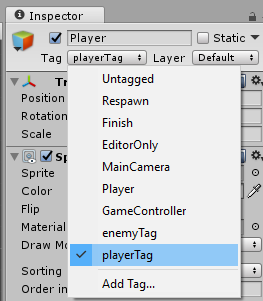 Inspector
Player
Static
Tag playerTag Layer Default
Untagged
Respawn
Finish
EditorOnly
MainCamera
Player
GameController
enemyTag
playerTag
Add Tag...
Tr
Position
Rotation
Scale
Sp
Sprite
Color
Flip
Material
Draw Mo
Sorting
Order in